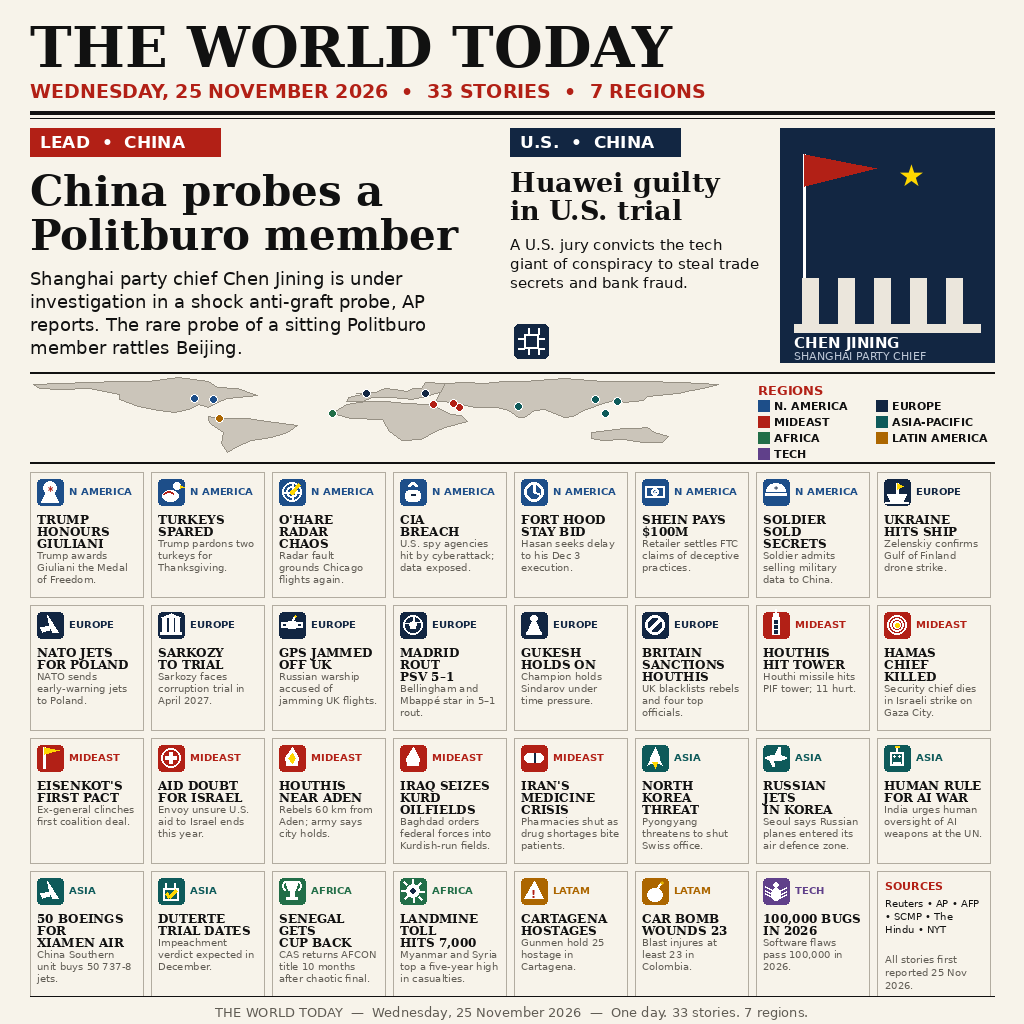 THE WORLD TODAY
WEDNESDAY, 25 NOVEMBER 2026 • 33 STORIES • 7 REGIONS
LEAD • CHINA
China probes a
Politburo member
Shanghai party chief Chen Jining is under
investigation in a shock anti-graft probe, AP
reports. The rare probe of a sitting Politburo
member rattles Beijing.
U.S. • CHINA
Huawei guilty
in U.S. trial
A U.S. jury convicts the tech
giant of conspiracy to steal trade
secrets and bank fraud.
CHEN JINING
SHANGHAI PARTY CHIEF
REGIONS
N. AMERICA
EUROPE
MIDEAST
ASIA-PACIFIC
AFRICA
LATIN AMERICA
TECH
N AMERICA
TRUMP
HONOURS
GIULIANI
Trump awards
Giuliani the Medal
of Freedom.
N AMERICA
TURKEYS
SPARED
Trump pardons two
turkeys for
Thanksgiving.
N AMERICA
O'HARE
RADAR
CHAOS
Radar fault
grounds Chicago
flights again.
N AMERICA
CIA
BREACH
U.S. spy agencies
hit by cyberattack;
data exposed.
N AMERICA
FORT HOOD
STAY BID
Hasan seeks delay
to his Dec 3
execution.
N AMERICA
SHEIN PAYS
$100M
Retailer settles FTC
claims of deceptive
practices.
N AMERICA
SOLDIER
SOLD
SECRETS
Soldier admits
selling military
data to China.
EUROPE
UKRAINE
HITS SHIP
Zelenskiy confirms
Gulf of Finland
drone strike.
EUROPE
NATO JETS
FOR POLAND
NATO sends
early-warning jets
to Poland.
EUROPE
SARKOZY
TO TRIAL
Sarkozy faces
corruption trial in
April 2027.
EUROPE
GPS JAMMED
OFF UK
Russian warship
accused of
jamming UK flights.
EUROPE
MADRID
ROUT
PSV 5–1
Bellingham and
Mbappé star in 5–1
rout.
EUROPE
GUKESH
HOLDS ON
Champion holds
Sindarov under
time pressure.
EUROPE
BRITAIN
SANCTIONS
HOUTHIS
UK blacklists rebels
and four top
officials.
MIDEAST
HOUTHIS
HIT TOWER
Houthi missile hits
PIF tower; 11 hurt.
MIDEAST
HAMAS
CHIEF
KILLED
Security chief dies
in Israeli strike on
Gaza City.
MIDEAST
EISENKOT'S
FIRST PACT
Ex-general clinches
first coalition deal.
MIDEAST
AID DOUBT
FOR ISRAEL
Envoy unsure U.S.
aid to Israel ends
this year.
MIDEAST
HOUTHIS
NEAR ADEN
Rebels 60 km from
Aden; army says
city holds.
MIDEAST
IRAQ SEIZES
KURD
OILFIELDS
Baghdad orders
federal forces into
Kurdish-run fields.
MIDEAST
IRAN'S
MEDICINE
CRISIS
Pharmacies shut as
drug shortages bite
patients.
ASIA
NORTH
KOREA
THREAT
Pyongyang
threatens to shut
Swiss office.
ASIA
RUSSIAN
JETS
IN KOREA
Seoul says Russian
planes entered its
air defence zone.
ASIA
HUMAN RULE
FOR AI WAR
India urges human
oversight of AI
weapons at the UN.
ASIA
50 BOEINGS
FOR
XIAMEN AIR
China Southern
unit buys 50 737-8
jets.
ASIA
DUTERTE
TRIAL DATES
Impeachment
verdict expected in
December.
AFRICA
SENEGAL
GETS
CUP BACK
CAS returns AFCON
title 10 months
after chaotic final.
AFRICA
LANDMINE
TOLL
HITS 7,000
Myanmar and Syria
top a five-year high
in casualties.
LATAM
CARTAGENA
HOSTAGES
Gunmen hold 25
hostage in
Cartagena.
LATAM
CAR BOMB
WOUNDS 23
Blast injures at
least 23 in
Colombia.
TECH
100,000 BUGS
IN 2026
Software flaws
pass 100,000 in
2026.
SOURCES
Reuters • AP • AFP
• SCMP • The
Hindu • NYT
All stories first
reported 25 Nov
2026.
THE WORLD TODAY — Wednesday, 25 November 2026 — One day. 33 stories. 7 regions.